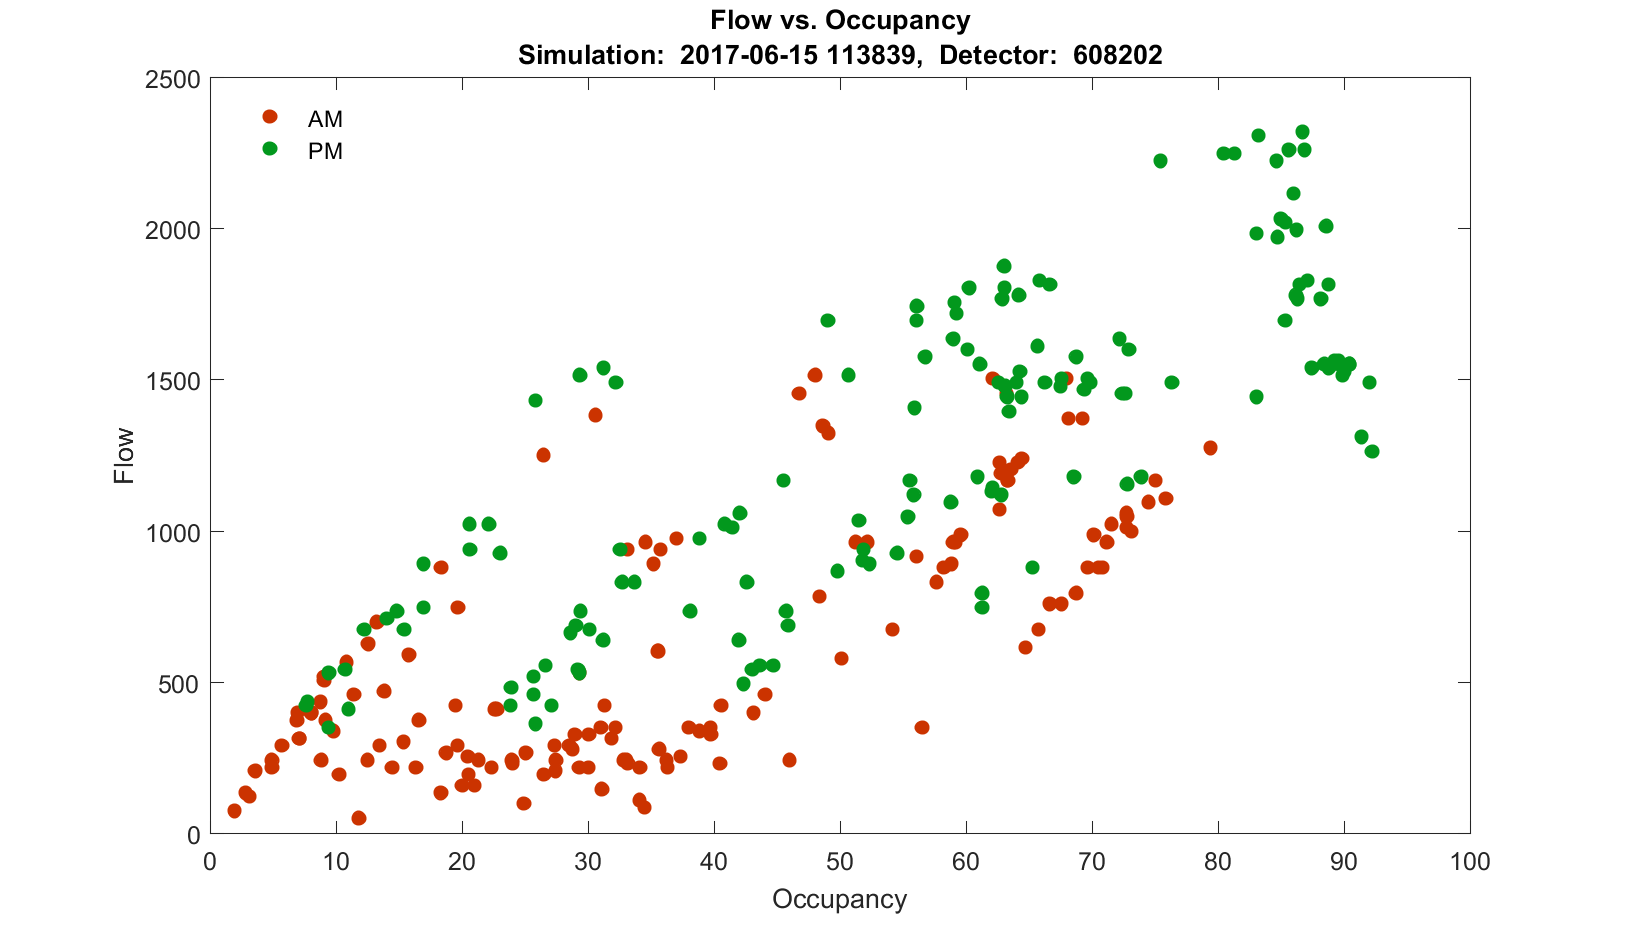 Flow vs. Occupancy
Simulation:  2017-06-15 113839,  Detector:  608202
2500
2000
1500
1000
500
0
Flow
AM
PM
0 10 20 30 40 50 60 70 80 90 100
Occupancy